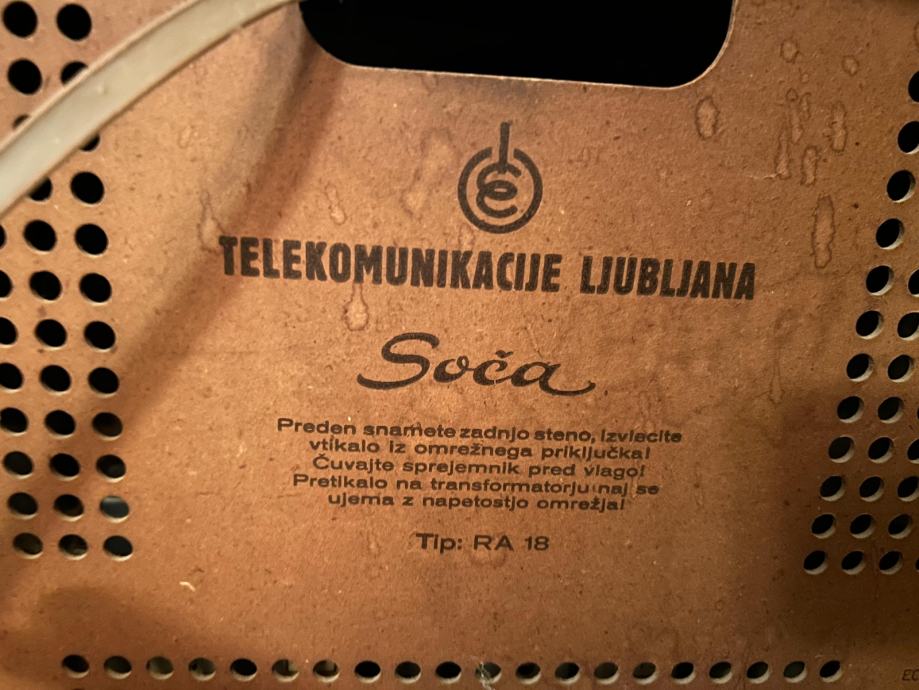 TELEKOMUNIKACIJE LJUBLJANA
Soča
Preden snamete zadnjo steno, izvlecite
vtikalo iz omrežnega priključka!
Čuvajte sprejemnik pred vlago!
Pretikalo na transformatorju naj se
ujema z napetostjo omrežja!
Tip: RA 18